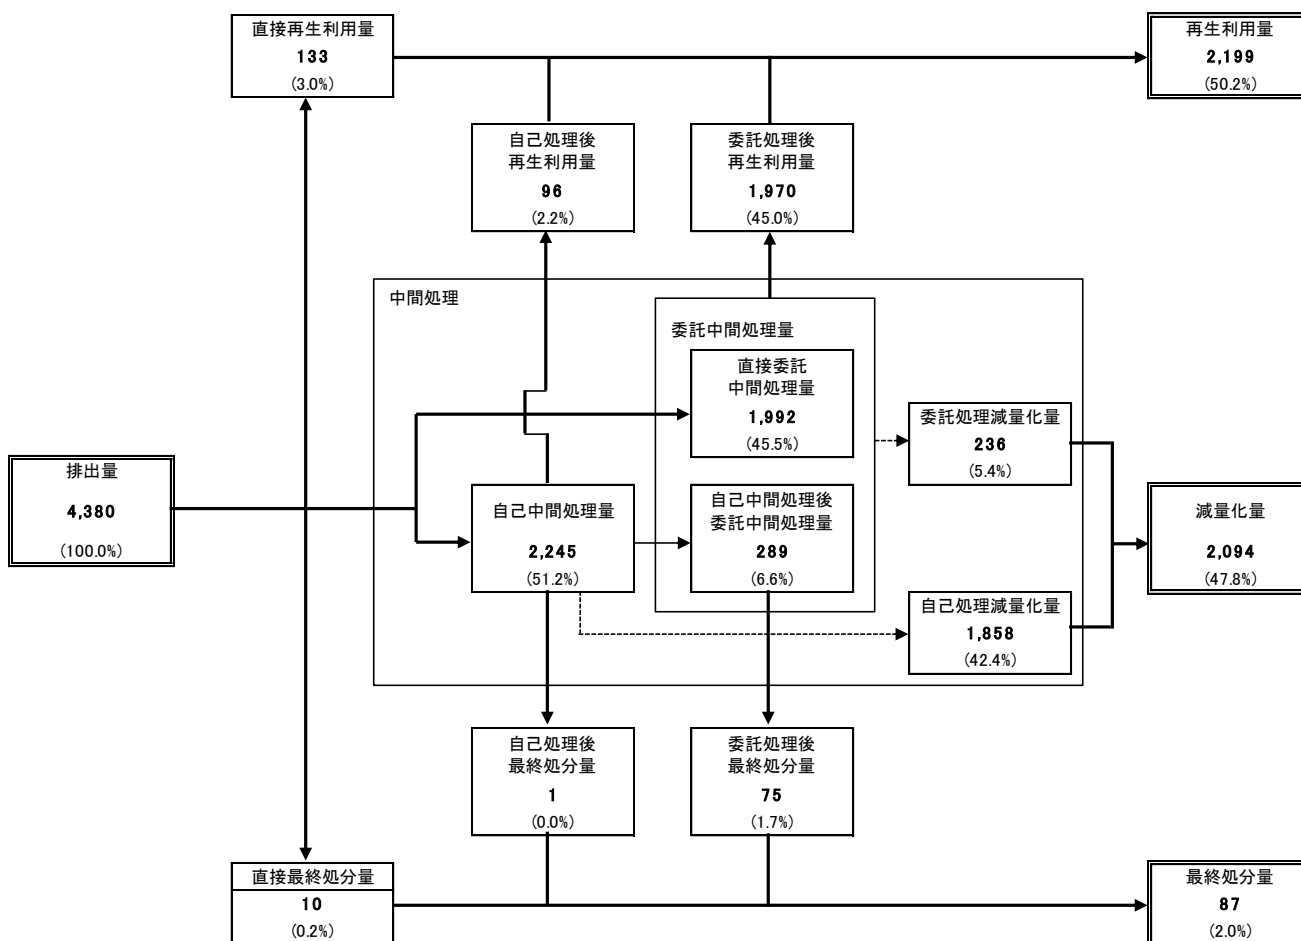 直接再生利用量
133
(3.0%)
再生利用量
2,199
(50.2%)
自己処理後
再生利用量
96
(2.2%)
委託処理後
再生利用量
1,970
(45.0%)
中間処理
委託中間処理量
直接委託
中間処理量
1,992
(45.5%)
委託処理減量化量
236
(5.4%)
排出量
4,380
(100.0%)
自己中間処理量
2,245
(51.2%)
自己中間処理後
委託中間処理量
289
(6.6%)
減量化量
2,094
(47.8%)
自己処理減量化量
1,858
(42.4%)
自己処理後
最終処分量
1
(0.0%)
委託処理後
最終処分量
75
(1.7%)
直接最終処分量
10
(0.2%)
最終処分量
87
(2.0%)